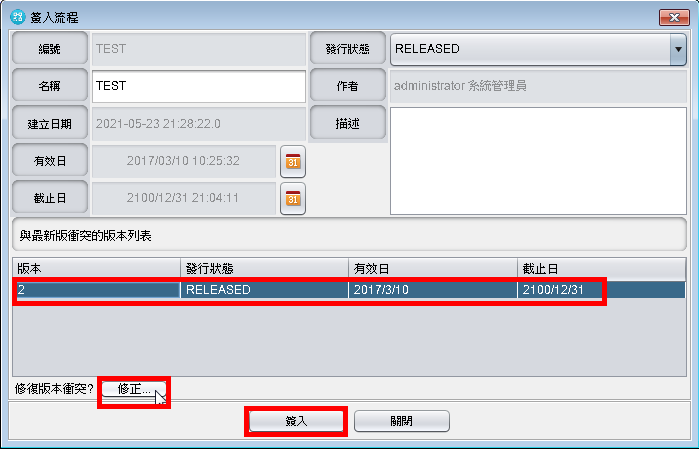 簽入流程
編號 TEST 發行狀態 RELEASED
名稱 TEST 作者 administrator 系統管理員
建立日期 2021-05-23 21:28:22.0 描述
有效日 2017/03/10 10:25:32 31
截止日 2100/12/31 21:04:11 31
與最新版衝突的版本列表
版本 發行狀態 有效日 截止日
2 RELEASED 2017/3/10 2100/12/31
修復版本衝突? 修正...
簽入 關閉